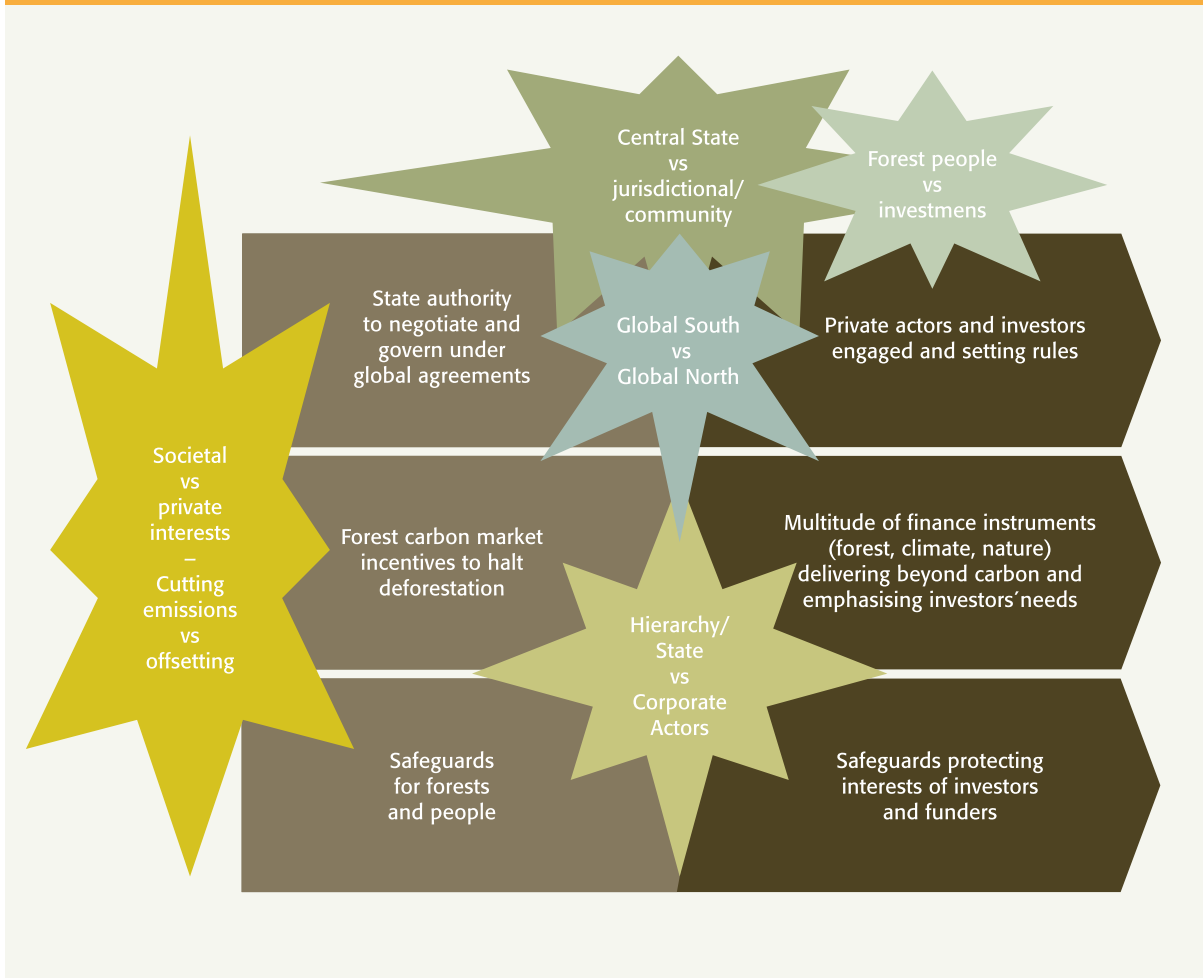 Central State
vs
jurisdictional/
community
Forest people
vs
investmens
State authority
to negotiate and
govern under
global agreements
Global South
vs
Global North
Private actors and investors
engaged and setting rules
Societal
vs
private
interests
–
Cutting
emissions
vs
offsetting
Forest carbon market
incentives to halt
deforestation
Multitude of finance instruments
(forest, climate, nature)
delivering beyond carbon and
emphasising investors´needs
Hierarchy/
State
vs
Corporate
Actors
Safeguards
for forests
and people
Safeguards protecting
interests of investors
and funders